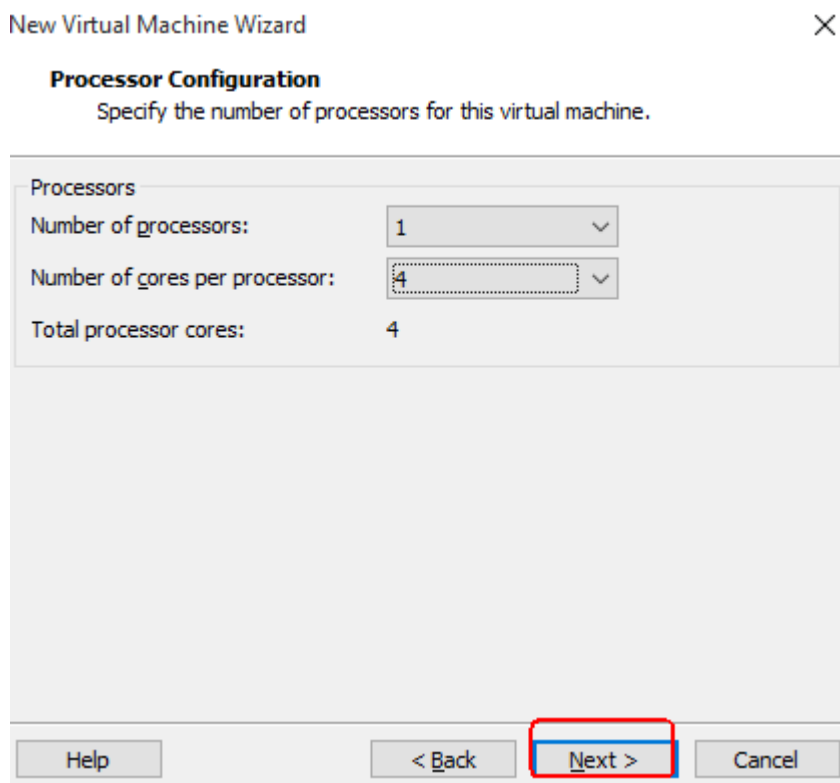 New Virtual Machine Wizard
Processor Configuration
Specify the number of processors for this virtual machine.
Processors
Number of processors: 1
Number of cores per processor: 4
Total processor cores: 4
Help < Back Next > Cancel